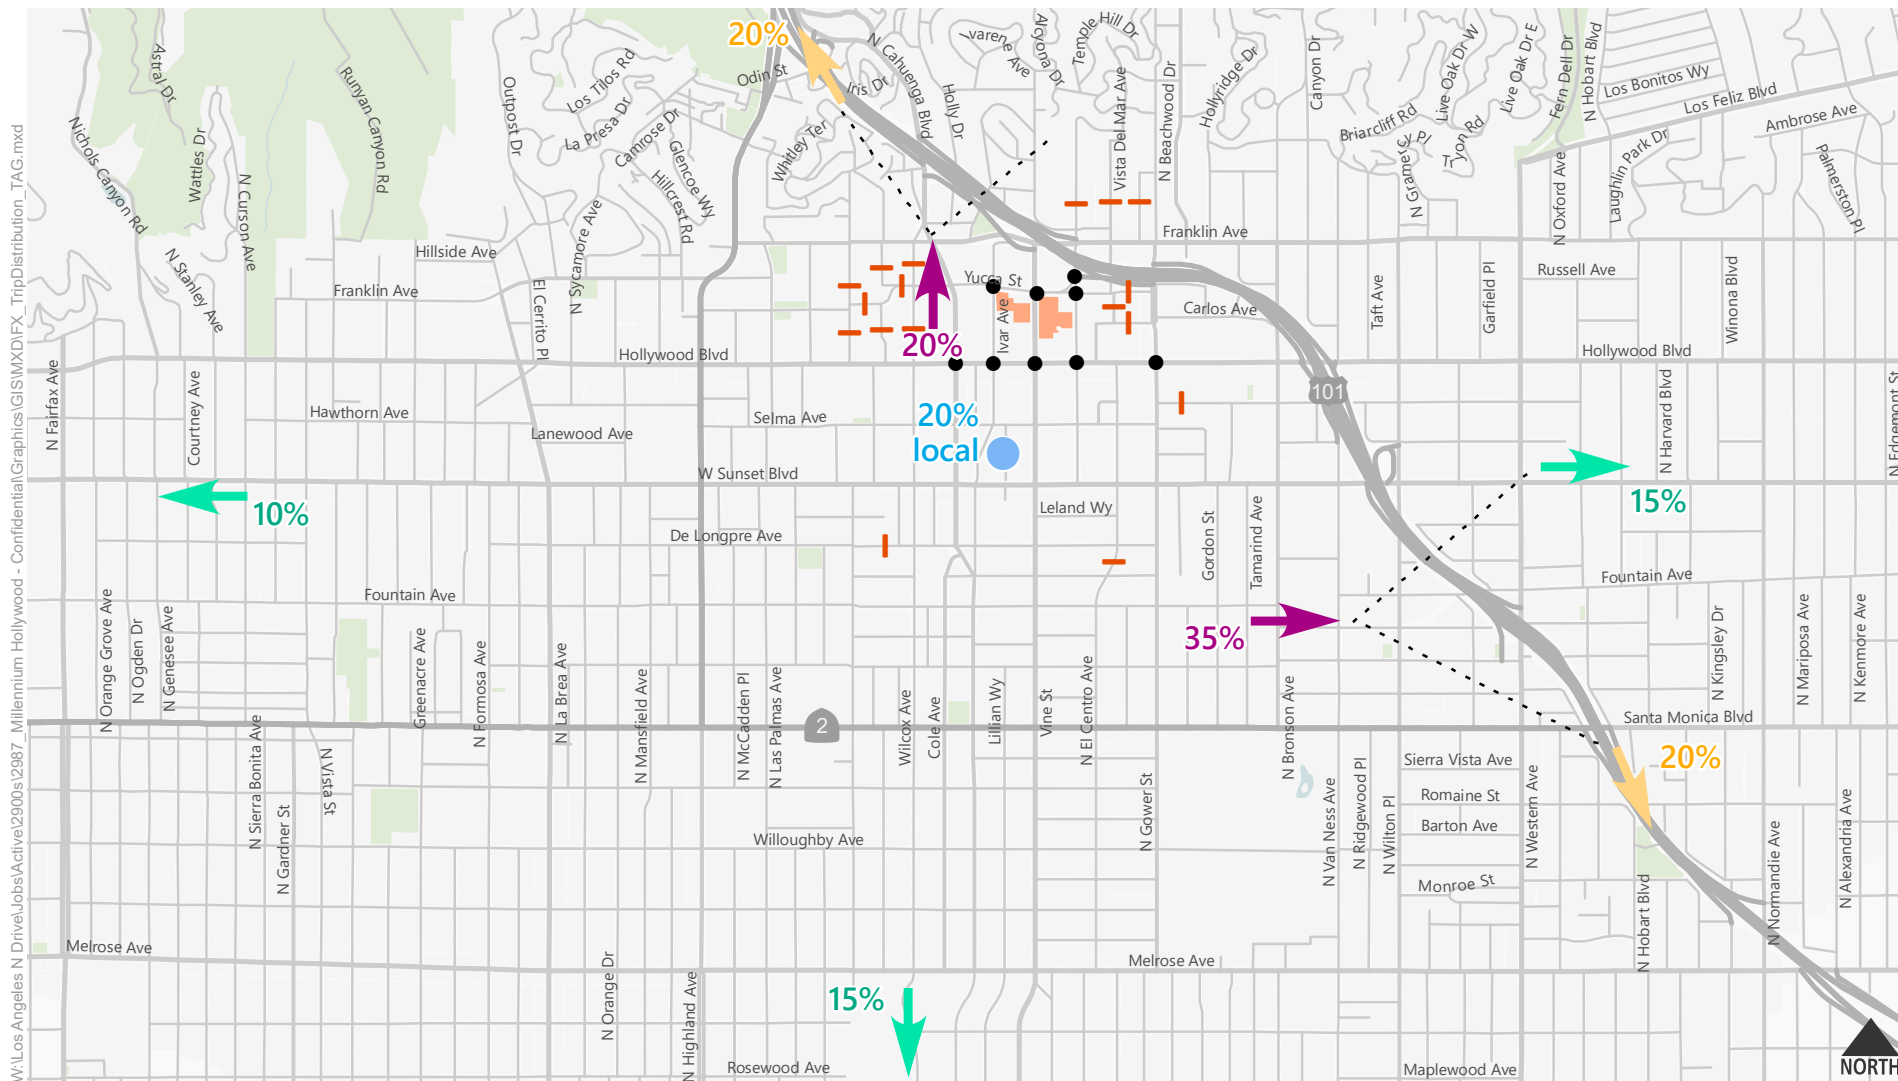 20%
Astral Dr
Runyan Canyon Rd
Outpost Dr
Los Tilos Rd
Odin St
Iris Dr
N Cahuenga Blvd
Holly Dr
Alcyona Dr
Temple Hill Dr
Vista Del Mar Ave
N Beachwood Dr
Hollyridge Dr
Canyon Dr
Live Oak Dr W
Live Oak Dr E
Fern Dell Dr
N Hobart Blvd
Los Bonitos Wy
Los Feliz Blvd
Ambrose Ave
Nichols Canyon Rd
Wattles Dr
N Curson Ave
La Presa Dr
Camrose Dr
Glencoe Wy
Hillcrest Rd
Whitley Ter
Briarcliff Rd
N Gramercy Pl
Tryon Rd
N Oxford Ave
Laughlin Park Dr
Palmerston Pl
N Stanley Ave
Hillside Ave
N Sycamore Ave
Franklin Ave
Franklin Ave
El Cerrito Pl
Yucca St
Ivar Ave
Carlos Ave
Taft Ave
Garfield Pl
Russell Ave
Winona Blvd
20%
Hollywood Blvd
Hollywood Blvd
N Fairfax Ave
Courtney Ave
Hawthorn Ave
Lanewood Ave
Selma Ave
20%
local
101
N Harvard Blvd
N Edgemont St
W Sunset Blvd
10%
15%
Leland Wy
De Longpre Ave
Gordon St
Tamarind Ave
Fountain Ave
Fountain Ave
35%
N Orange Grove Ave
N Ogden Dr
N Genesee Ave
Greenacre Ave
N Formosa Ave
N La Brea Ave
N Mansfield Ave
N McCadden Pl
N Las Palmas Ave
Wilcox Ave
Cole Ave
Lillian Wy
Vine St
N El Centro Ave
N Bronson Ave
N Kingsley Dr
N Mariposa Ave
N Kenmore Ave
2
Santa Monica Blvd
20%
N Sierra Bonita Ave
N Gardner St
N Vista St
N Gower St
N Van Ness Ave
N Ridgewood Pl
N Wilton Pl
Sierra Vista Ave
Romaine St
Barton Ave
Monroe St
N Western Ave
N Hobart Blvd
N Normandie Ave
N Alexandria Ave
Willoughby Ave
Melrose Ave
Melrose Ave
N Orange Dr
N Highland Ave
15%
Rosewood Ave
Maplewood Ave
NORTH
W:\Los Angeles N Drive\Jobs\Active\2900s\2987_Millennium Hollywood - Confidential\Graphics\GIS\MXD\FX_TripDistribution_TAG.mxd